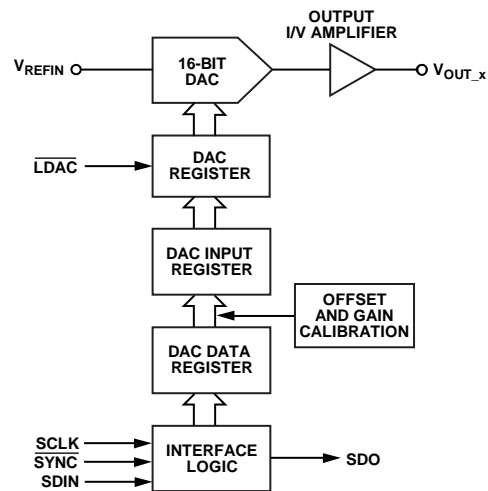 OUTPUT
I/V AMPLIFIER
VREFIN
16-BIT
DAC
VOUT_x
LDAC
DAC
REGISTER
DAC INPUT
REGISTER
OFFSET
AND GAIN
CALIBRATION
DAC DATA
REGISTER
SCLK
SYNC
SDIN
INTERFACE
LOGIC
SDO